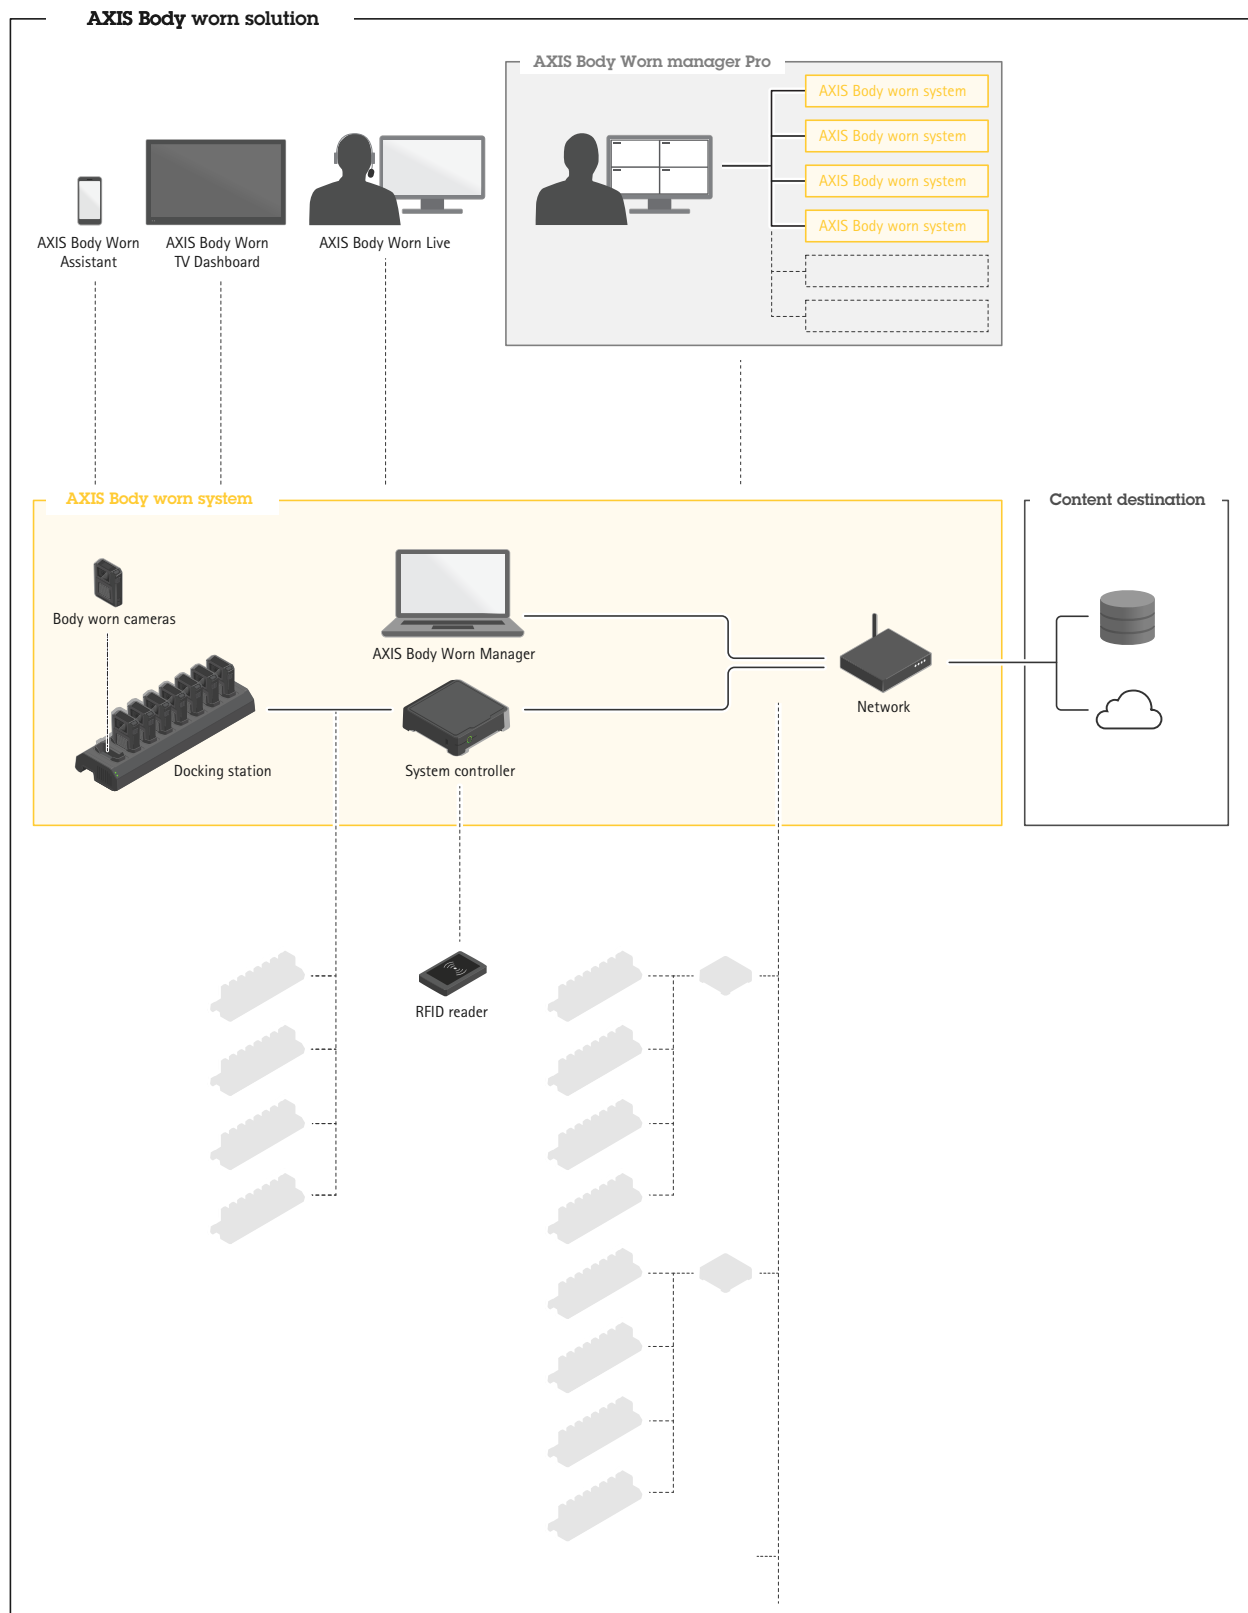 AXIS Body worn solution
AXIS Body Worn manager Pro
AXIS Body worn system
AXIS Body worn system
AXIS Body worn system
AXIS Body worn system
AXIS Body Worn
Assistant
AXIS Body Worn
TV Dashboard
AXIS Body Worn Live
AXIS Body worn system
Content destination
Body worn cameras
AXIS Body Worn Manager
Network
Docking station
System controller
RFID reader